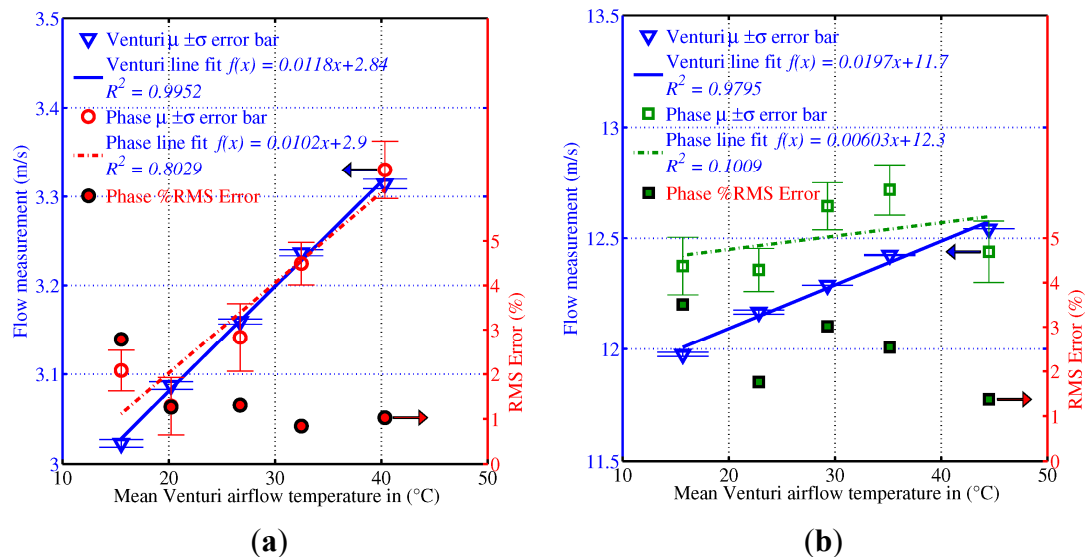 3.5
3.4
3.3
3.2
3.1
3
Flow measurement (m/s)
Venturi μ ±σ error bar
Venturi line fit f(x) = 0.0118x+2.84
R² = 0.9952
Phase μ ±σ error bar
Phase line fit f(x) = 0.0102x+2.9
R² = 0.8029
Phase %RMS Error
5
4
3
2
1
0
RMS Error (%)
10 20 30 40 50
Mean Venturi airflow temperature in (°C)
(a)
13.5
13
12.5
12
11.5
Flow measurement (m/s)
Venturi μ ±σ error bar
Venturi line fit f(x) = 0.0197x+11.7
R² = 0.9795
Phase μ ±σ error bar
Phase line fit f(x) = 0.00603x+12.3
R² = 0.1009
Phase %RMS Error
5
4
3
2
1
0
RMS Error (%)
10 20 30 40 50
Mean Venturi airflow temperature in (°C)
(b)